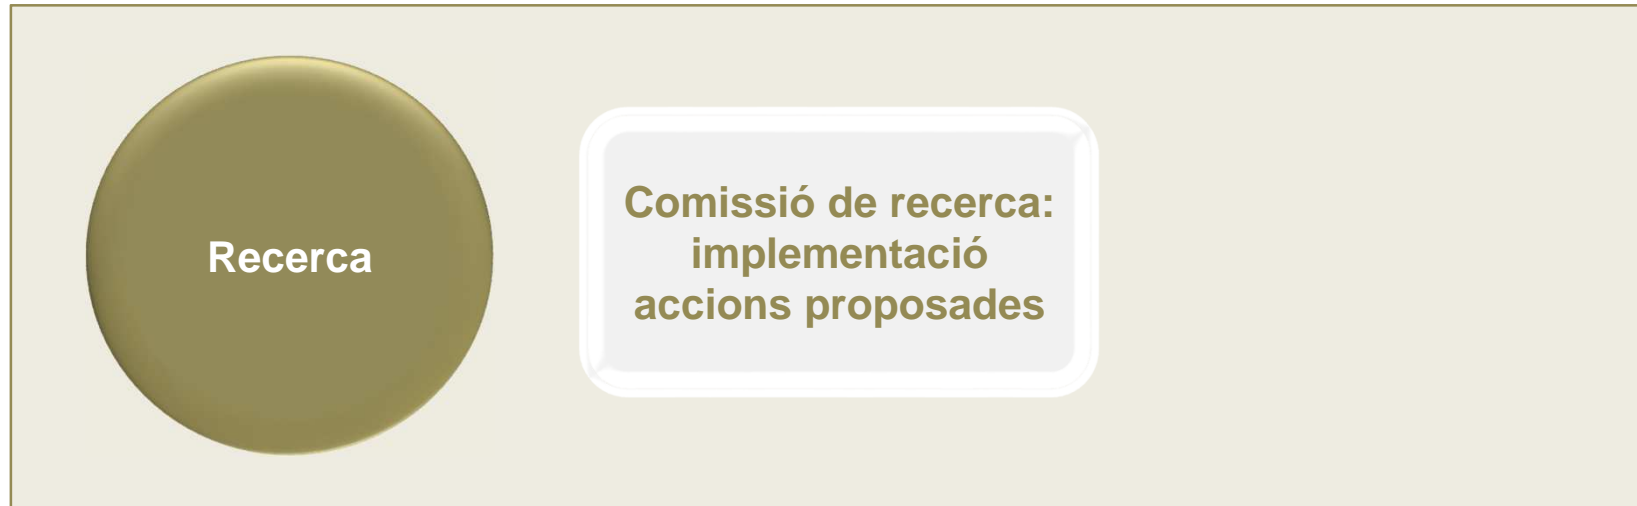 Recerca
Comissió de recerca:
implementació
accions proposades